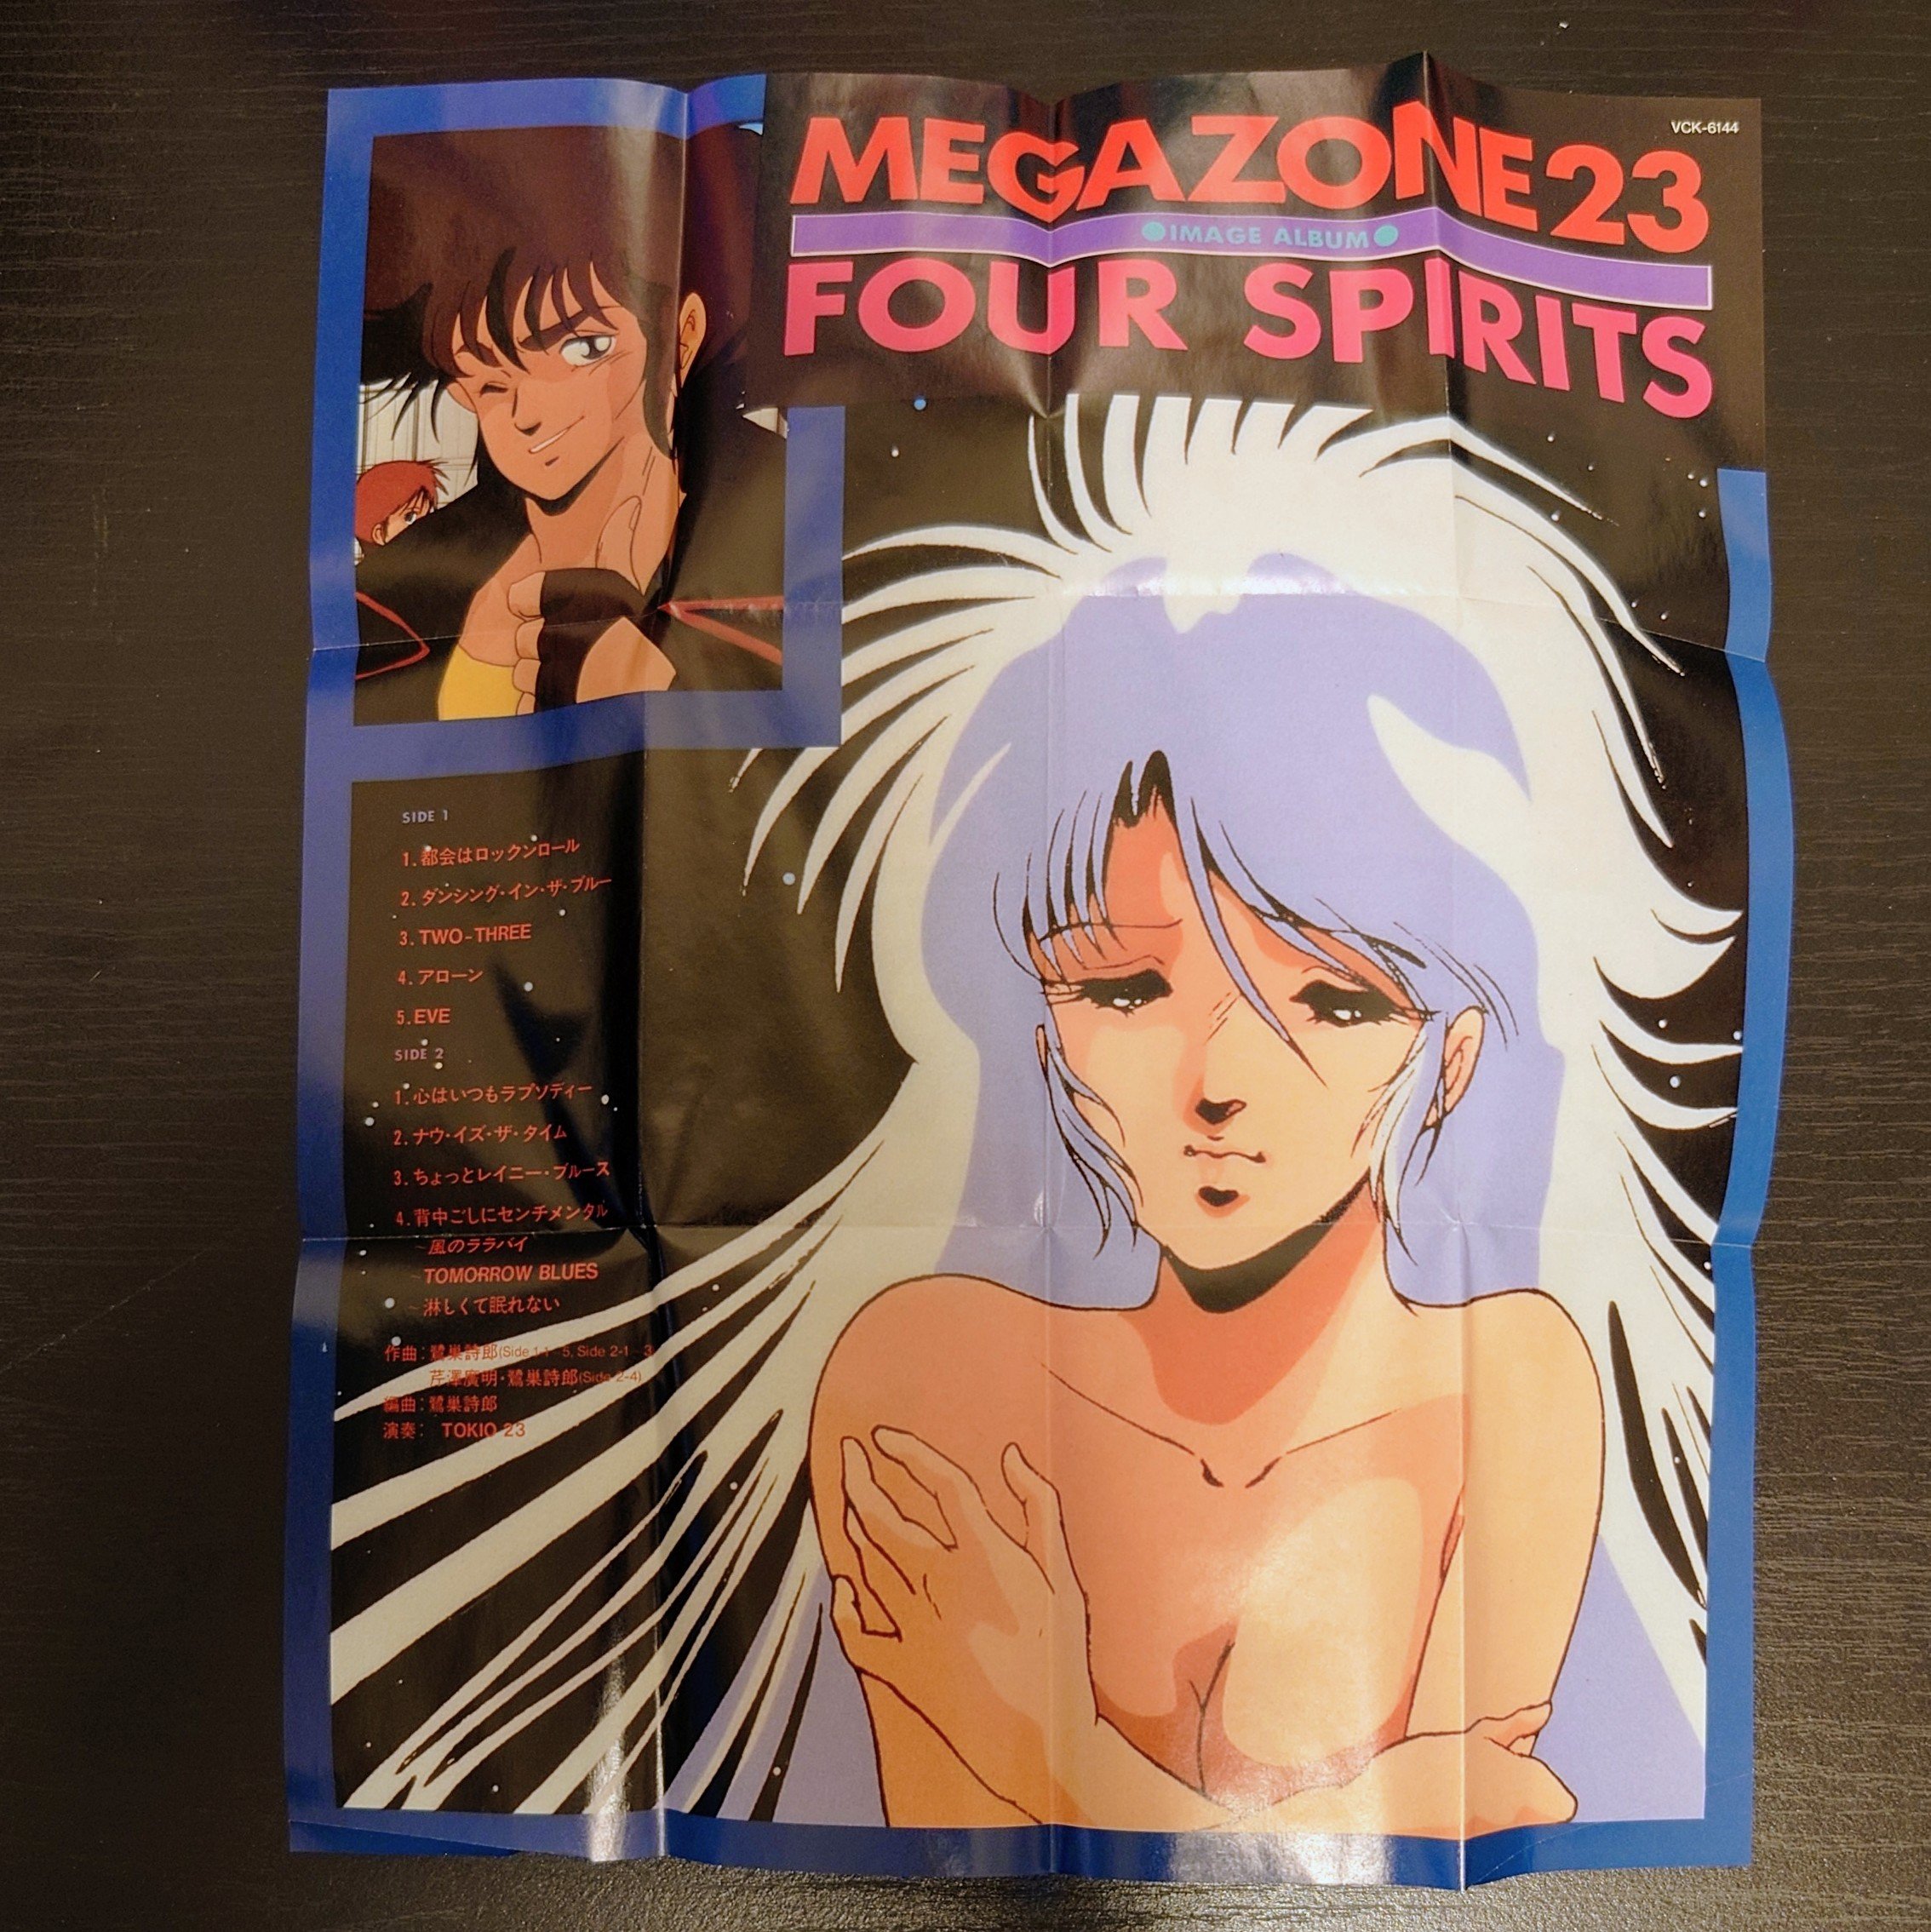 VCK-6144
MEGAZONE 23
●IMAGE ALBUM●
FOUR SPIRITS
SIDE 1
1. 都会はロックンロール
2. ダンシング・イン・ザ・ブルー
3. TWO-THREE
4. アローン
5. EVE
SIDE 2
1. 心はいつもラプソディー
2. ナウ・イズ・ザ・タイム
3. ちょっとレイニー・ブルース
4. 背中ごしにセンチメンタル
~風のララバイ
~TOMORROW BLUES
~淋しくて眠れない
作曲:鷺巣詩郎(Side 1-1~5, Side 2-1~3)
芹澤廣明・鷺巣詩郎(Side 2-4)
編曲:鷺巣詩郎
演奏: TOKIO 23